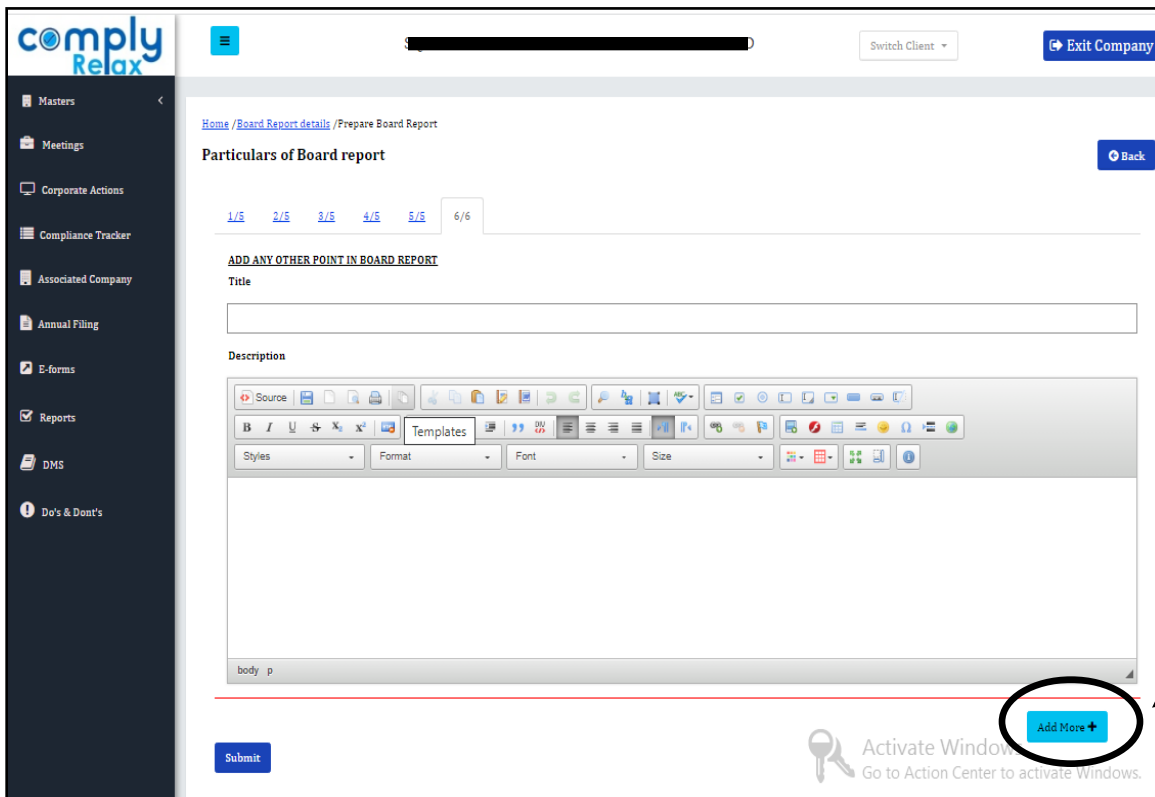 comply
Relax
Switch Client
Exit Company
Masters
Meetings
Corporate Actions
Compliance Tracker
Associated Company
Annual Filing
E-forms
Reports
DMS
Do's & Dont's
Home /Board Report details /Prepare Board Report
Particulars of Board report
Back
1/5 2/5 3/5 4/5 5/5 6/6
ADD ANY OTHER POINT IN BOARD REPORT
Title
Description
Source
Templates
Styles Format Font Size
body p
Add More +
Submit
Activate Windows
Go to Action Center to activate Windows.